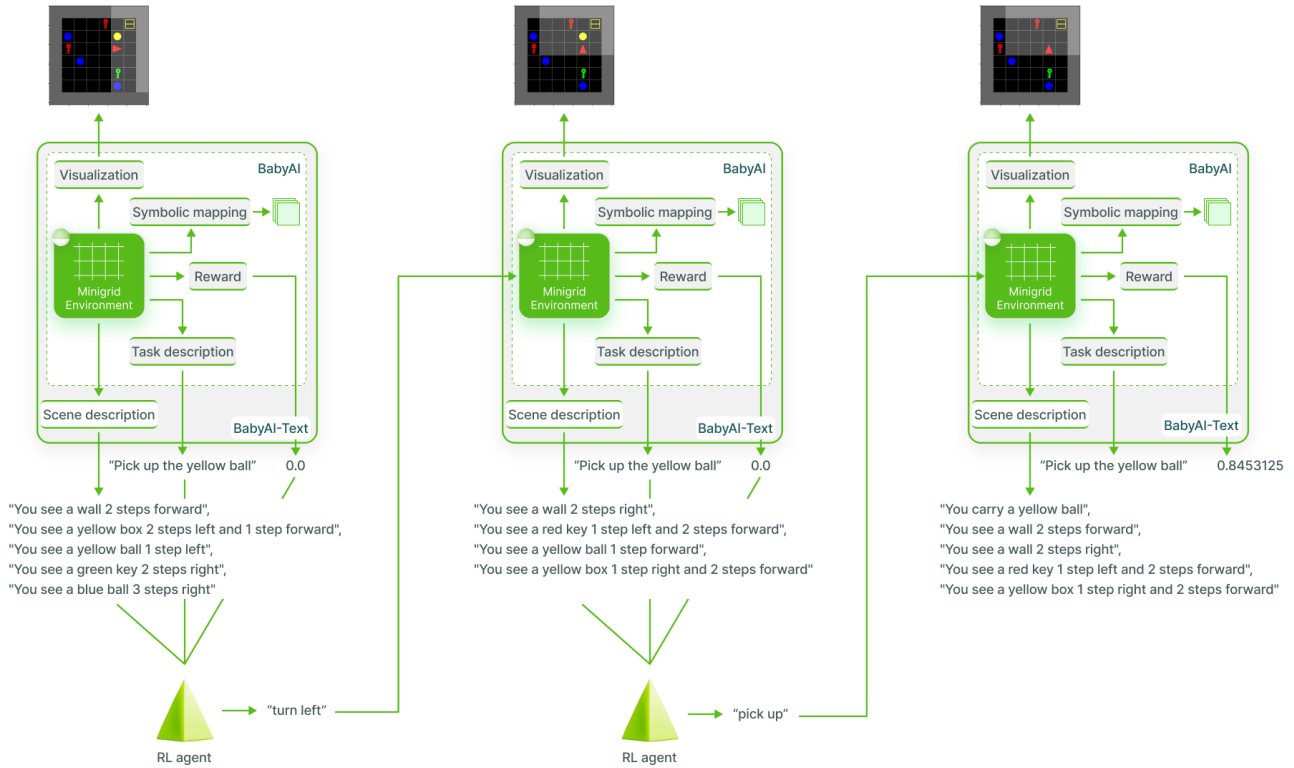 BabyAI
Visualization
Symbolic mapping
Minigrid
Environment
Reward
Task description
Scene description
BabyAI-Text
“Pick up the yellow ball”
0.0
"You see a wall 2 steps forward",
"You see a yellow box 2 steps left and 1 step forward",
"You see a yellow ball 1 step left",
"You see a green key 2 steps right",
"You see a blue ball 3 steps right"
RL agent
“turn left”
BabyAI
Visualization
Symbolic mapping
Minigrid
Environment
Reward
Task description
Scene description
BabyAI-Text
“Pick up the yellow ball”
0.0
"You see a wall 2 steps right",
"You see a red key 1 step left and 2 steps forward",
"You see a yellow ball 1 step forward",
"You see a yellow box 1 step right and 2 steps forward"
RL agent
“pick up”
BabyAI
Visualization
Symbolic mapping
Minigrid
Environment
Reward
Task description
Scene description
BabyAI-Text
“Pick up the yellow ball”
0.8453125
"You carry a yellow ball",
"You see a wall 2 steps forward",
"You see a wall 2 steps right",
"You see a red key 1 step left and 2 steps forward",
"You see a yellow box 1 step right and 2 steps forward"